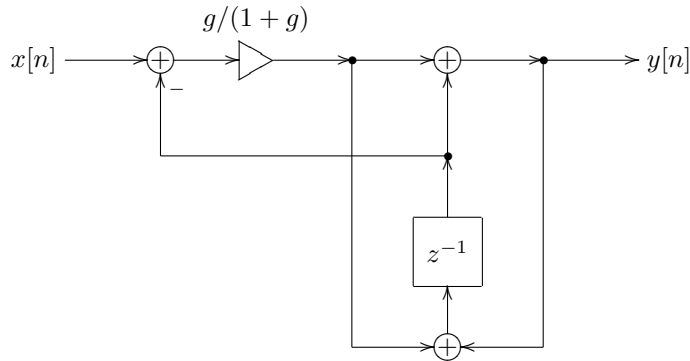 g/(1 + g)
x[n] + + y[n]
−
z⁻¹
+